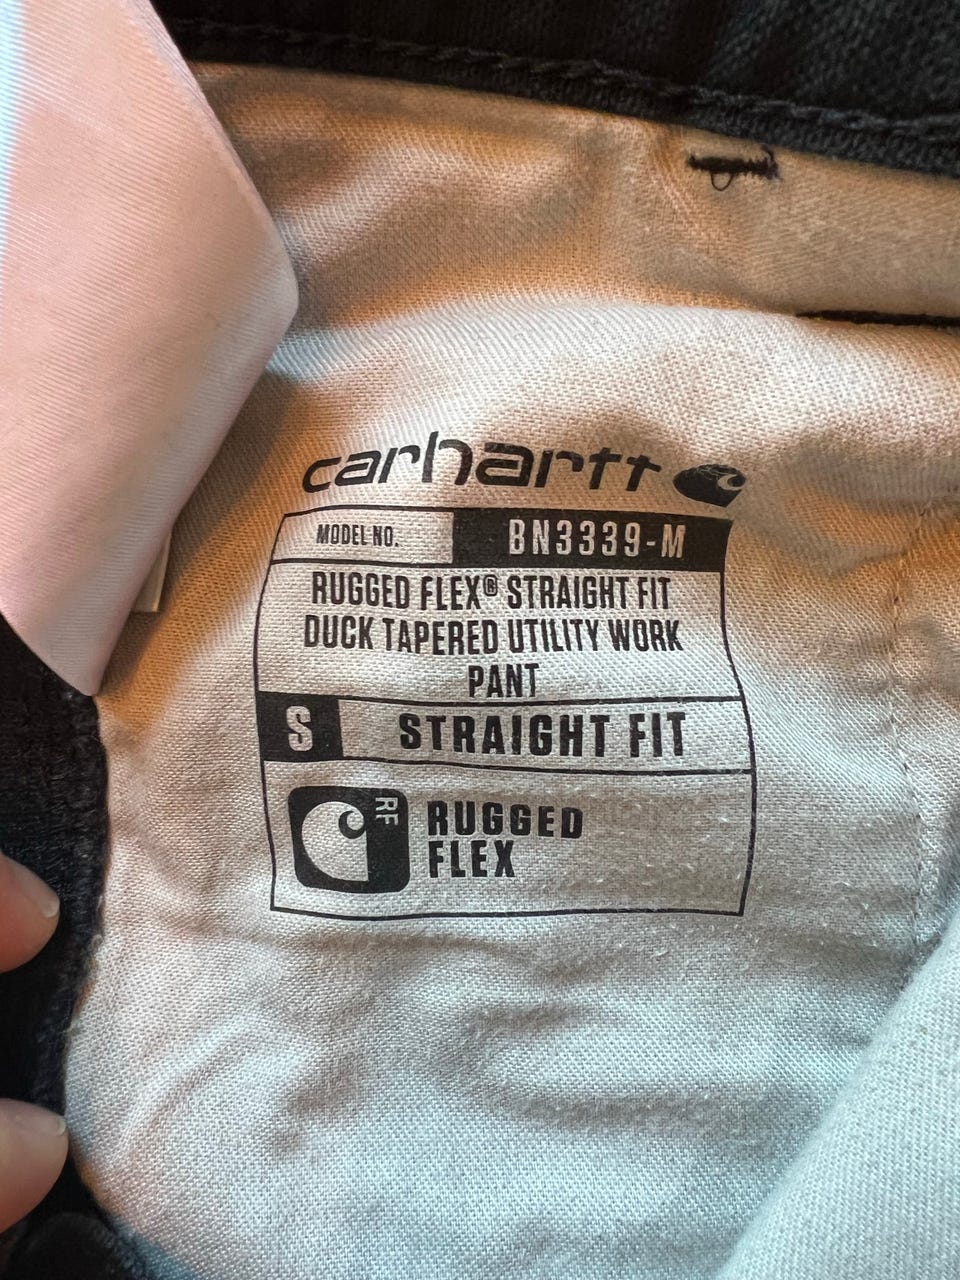 carhartt
MODEL NO. BN3339-M
RUGGED FLEX® STRAIGHT FIT
DUCK TAPERED UTILITY WORK
PANT
S STRAIGHT FIT
RF
RUGGED
FLEX